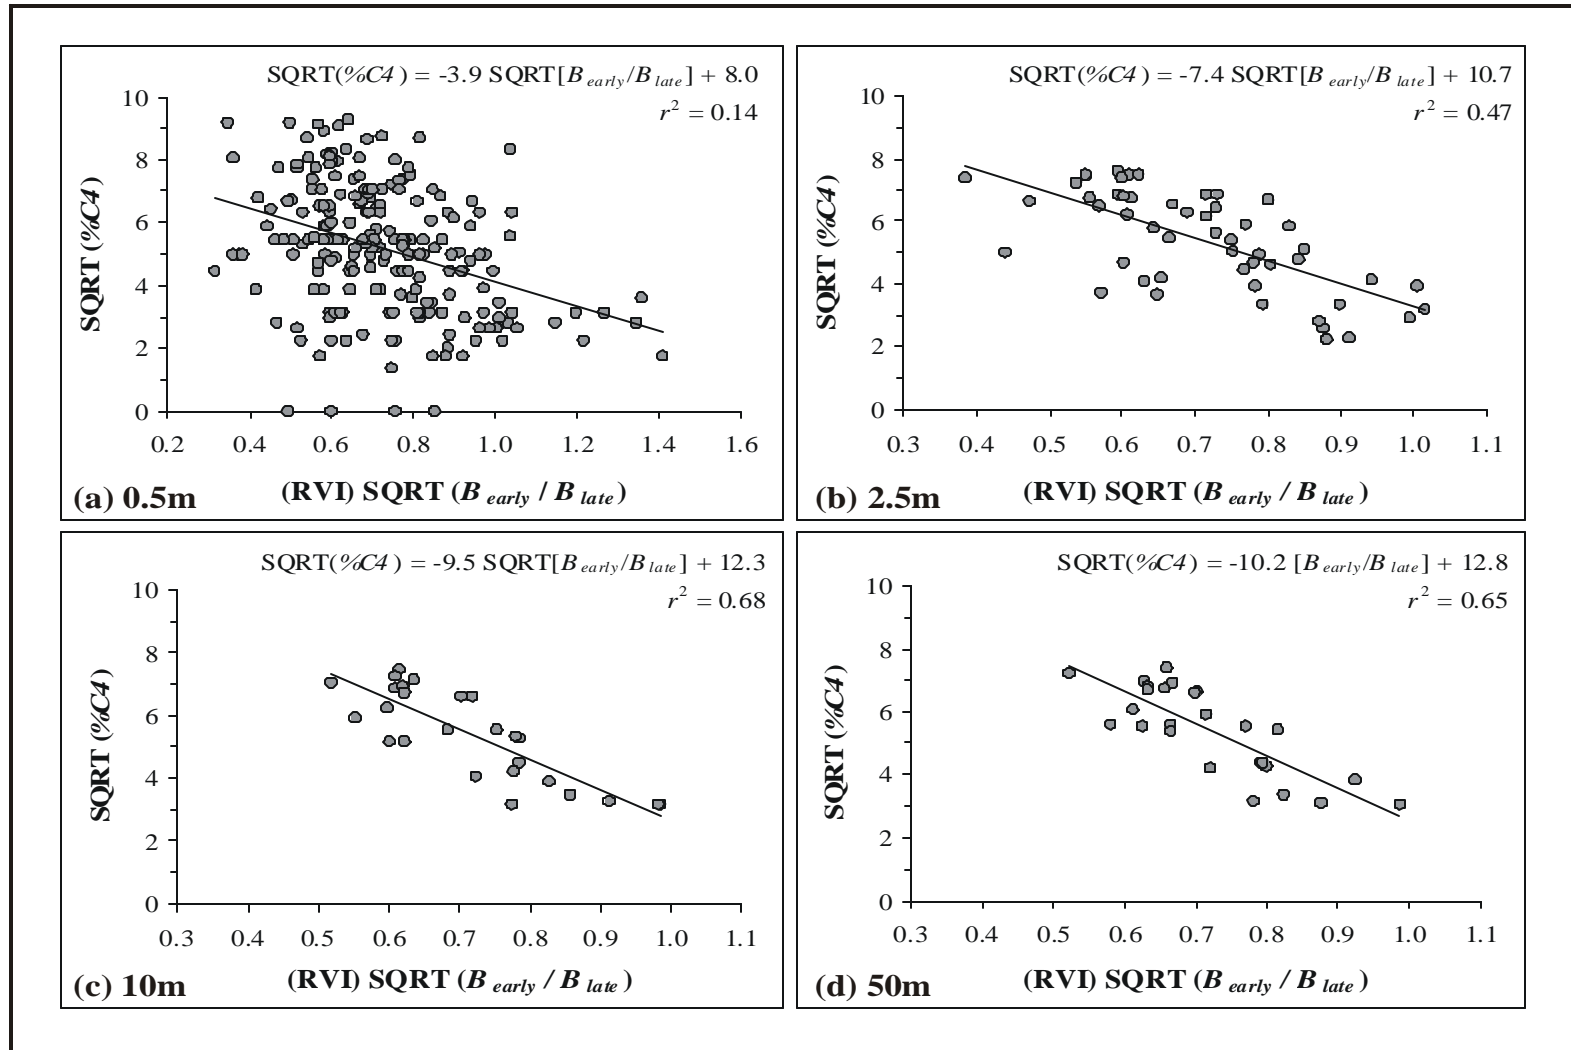 SQRT(%C4) = -3.9 SQRT[B early/B late] + 8.0
r² = 0.14
10
8
6
4
2
0
SQRT (%C4)
0.2 0.4 0.6 0.8 1.0 1.2 1.4 1.6
(a) 0.5m (RVI) SQRT (B early / B late)
SQRT(%C4) = -7.4 SQRT[B early/B late] + 10.7
r² = 0.47
10
8
6
4
2
0
SQRT (%C4)
0.3 0.4 0.5 0.6 0.7 0.8 0.9 1.0 1.1
(b) 2.5m (RVI) SQRT (B early / B late)
SQRT(%C4) = -9.5 SQRT[B early/B late] + 12.3
r² = 0.68
10
8
6
4
2
0
SQRT (%C4)
0.3 0.4 0.5 0.6 0.7 0.8 0.9 1.0 1.1
(c) 10m (RVI) SQRT (B early / B late)
SQRT(%C4) = -10.2 [B early/B late] + 12.8
r² = 0.65
10
8
6
4
2
0
SQRT (%C4)
0.3 0.4 0.5 0.6 0.7 0.8 0.9 1.0 1.1
(d) 50m (RVI) SQRT (B early / B late)